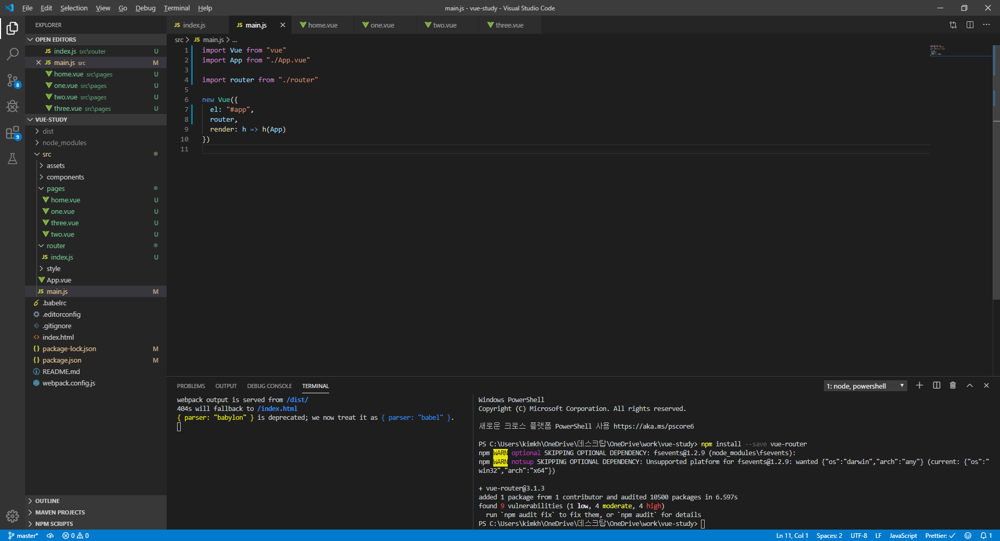 File Edit Selection View Go Debug Terminal Help
main.js - vue-study - Visual Studio Code
EXPLORER
OPEN EDITORS
JS index.js src\router U
JS main.js src M
home.vue src\pages U
one.vue src\pages U
two.vue src\pages U
three.vue src\pages U
VUE-STUDY
dist
node_modules
src
assets
components
pages
home.vue U
one.vue U
three.vue U
two.vue U
router
JS index.js U
style
App.vue
JS main.js M
.babelrc
.editorconfig
.gitignore
index.html
{} package-lock.json M
{} package.json M
README.md
webpack.config.js
OUTLINE
MAVEN PROJECTS
NPM SCRIPTS
8
9
JS index.js
JS main.js
home.vue
one.vue
two.vue
three.vue
src > JS main.js > ...
1 import Vue from "vue"
2 import App from "./App.vue"
3
4 import router from "./router"
5
6 new Vue({
7 el: "#app",
8 router,
9 render: h => h(App)
10 })
11
PROBLEMS OUTPUT DEBUG CONSOLE TERMINAL
1: node, powershell
webpack output is served from /dist/
404s will fallback to /index.html
{ parser: "babylon" } is deprecated; we now treat it as { parser: "babel" }.
Windows PowerShell
Copyright (C) Microsoft Corporation. All rights reserved.
새로운 크로스 플랫폼 PowerShell 사용 https://aka.ms/pscore6
PS C:\Users\kimkh\OneDrive\데스크탑\OneDrive\work\vue-study> npm install --save vue-router
npm WARN optional SKIPPING OPTIONAL DEPENDENCY: fsevents@1.2.9 (node_modules\fsevents):
npm WARN notsup SKIPPING OPTIONAL DEPENDENCY: Unsupported platform for fsevents@1.2.9: wanted {"os":"darwin","arch":"any"} (current: {"os":"
win32","arch":"x64"})
+ vue-router@3.1.3
added 1 package from 1 contributor and audited 10500 packages in 6.597s
found 9 vulnerabilities (1 low, 4 moderate, 4 high)
run `npm audit fix` to fix them, or `npm audit` for details
PS C:\Users\kimkh\OneDrive\데스크탑\OneDrive\work\vue-study>
master* 0 0
Ln 11, Col 1 Spaces: 2 UTF-8 LF JavaScript Prettier: ✓ 1